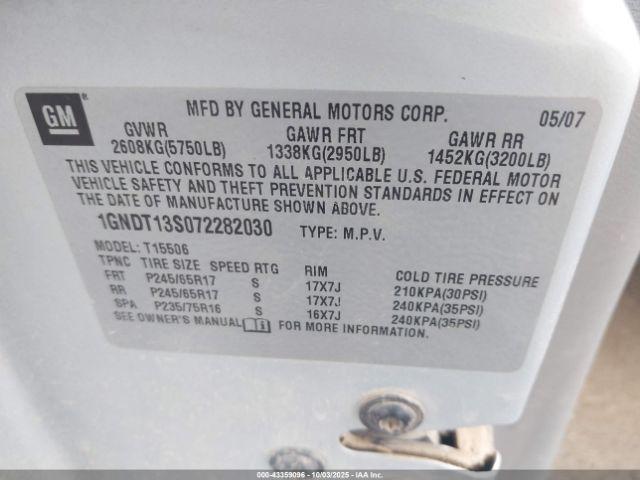 GM®
MFD BY GENERAL MOTORS CORP. 05/07
GVWR GAWR FRT GAWR RR
2608KG(5750LB) 1338KG(2950LB) 1452KG(3200LB)
THIS VEHICLE CONFORMS TO ALL APPLICABLE U.S. FEDERAL MOTOR
VEHICLE SAFETY AND THEFT PREVENTION STANDARDS IN EFFECT ON
THE DATE OF MANUFACTURE SHOWN ABOVE.
1GNDT13S072282030 TYPE: M.P.V.
MODEL: T15506
TPNC TIRE SIZE SPEED RTG RIM COLD TIRE PRESSURE
FRT P245/65R17 S 17X7J 210KPA(30PSI)
RR P245/65R17 S 17X7J 240KPA(35PSI)
SPA P235/75R16 S 16X7J 240KPA(35PSI)
SEE OWNER'S MANUAL FOR MORE INFORMATION.
000-43359096 - 10/03/2025 - IAA Inc.